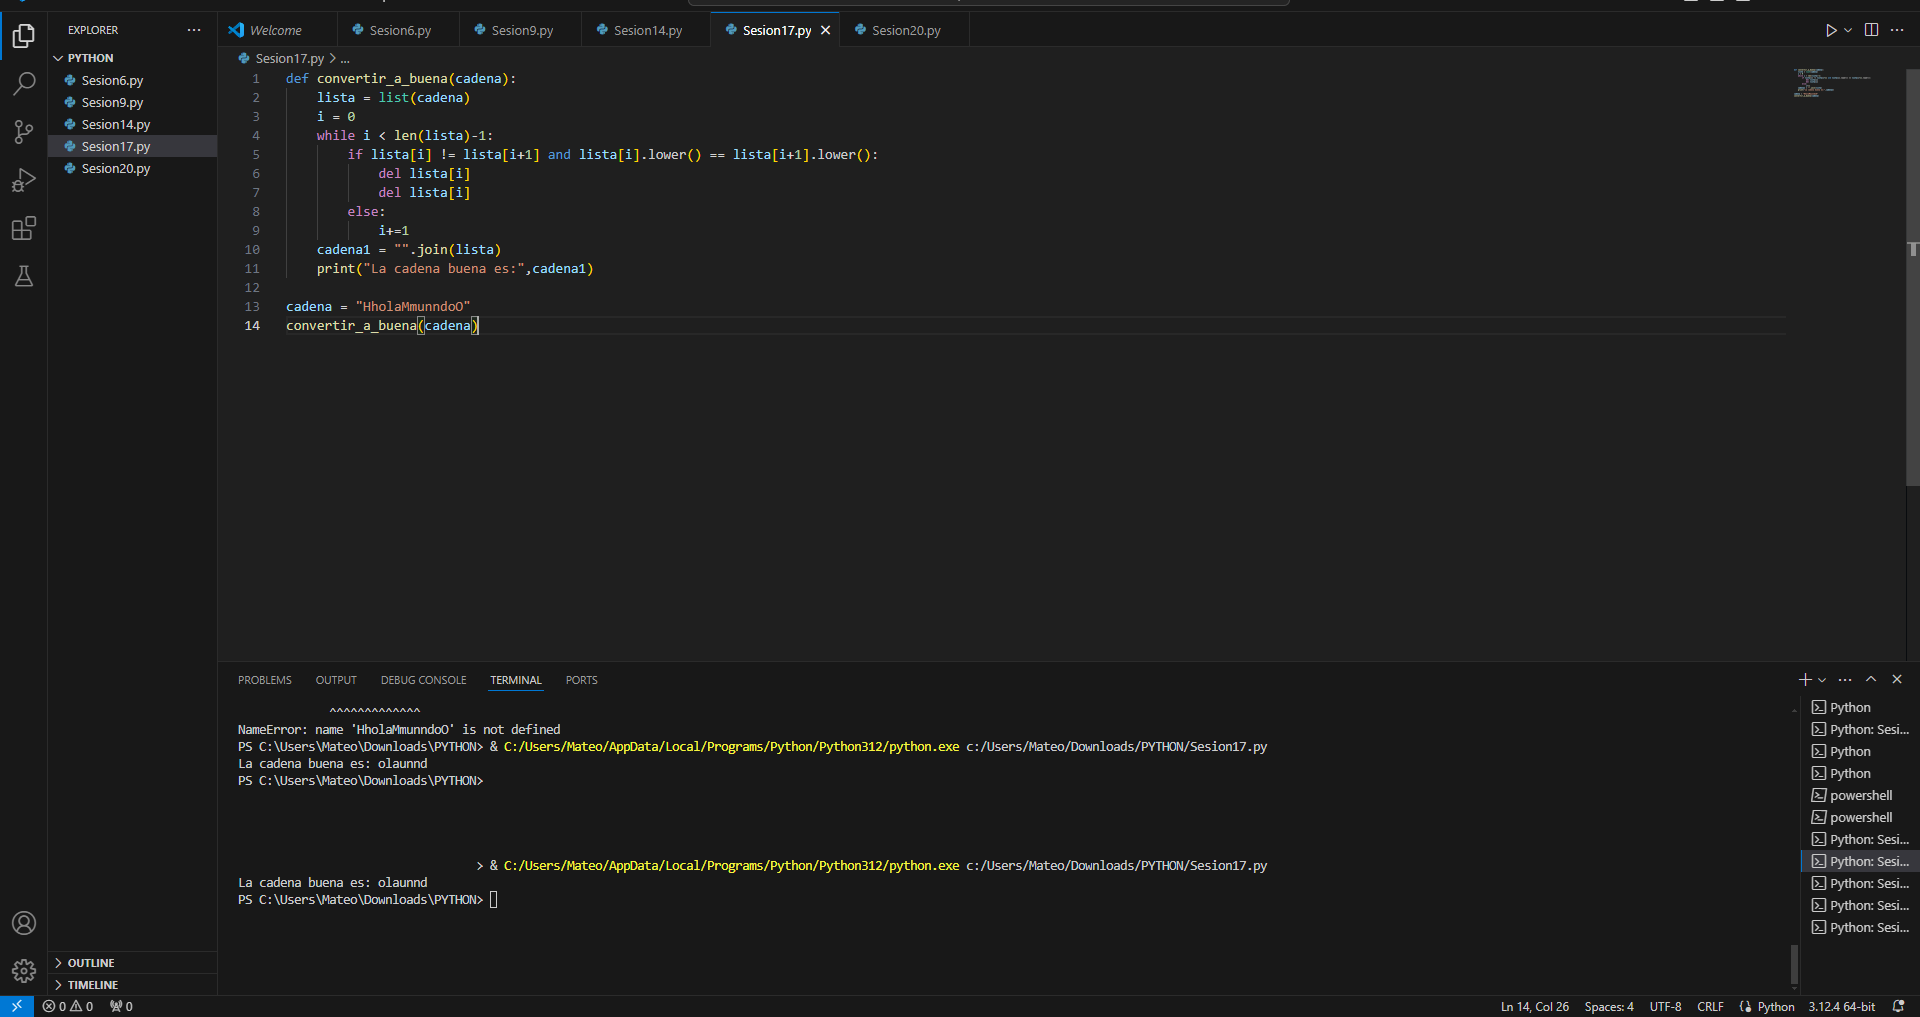 EXPLORER
PYTHON
Sesion6.py
Sesion9.py
Sesion14.py
Sesion17.py
Sesion20.py
OUTLINE
TIMELINE
Welcome
Sesion6.py
Sesion9.py
Sesion14.py
Sesion17.py
Sesion20.py
Sesion17.py > ...
1 def convertir_a_buena(cadena):
2 lista = list(cadena)
3 i = 0
4 while i < len(lista)-1:
5 if lista[i] != lista[i+1] and lista[i].lower() == lista[i+1].lower():
6 del lista[i]
7 del lista[i]
8 else:
9 i+=1
10 cadena1 = "".join(lista)
11 print("La cadena buena es:",cadena1)
12
13 cadena = "HholaMmunndoO"
14 convertir_a_buena(cadena)
PROBLEMS OUTPUT DEBUG CONSOLE TERMINAL PORTS
^^^^^^^^^^^^^
NameError: name 'HholaMmunndoO' is not defined
PS C:\Users\Mateo\Downloads\PYTHON> & C:/Users/Mateo/AppData/Local/Programs/Python/Python312/python.exe c:/Users/Mateo/Downloads/PYTHON/Sesion17.py
La cadena buena es: olaunnd
PS C:\Users\Mateo\Downloads\PYTHON>
> & C:/Users/Mateo/AppData/Local/Programs/Python/Python312/python.exe c:/Users/Mateo/Downloads/PYTHON/Sesion17.py
La cadena buena es: olaunnd
PS C:\Users\Mateo\Downloads\PYTHON>
Python
Python: Sesi...
Python
Python
powershell
powershell
Python: Sesi...
Python: Sesi...
Python: Sesi...
Python: Sesi...
Python: Sesi...
0 0 0
Ln 14, Col 26 Spaces: 4 UTF-8 CRLF Python 3.12.4 64-bit